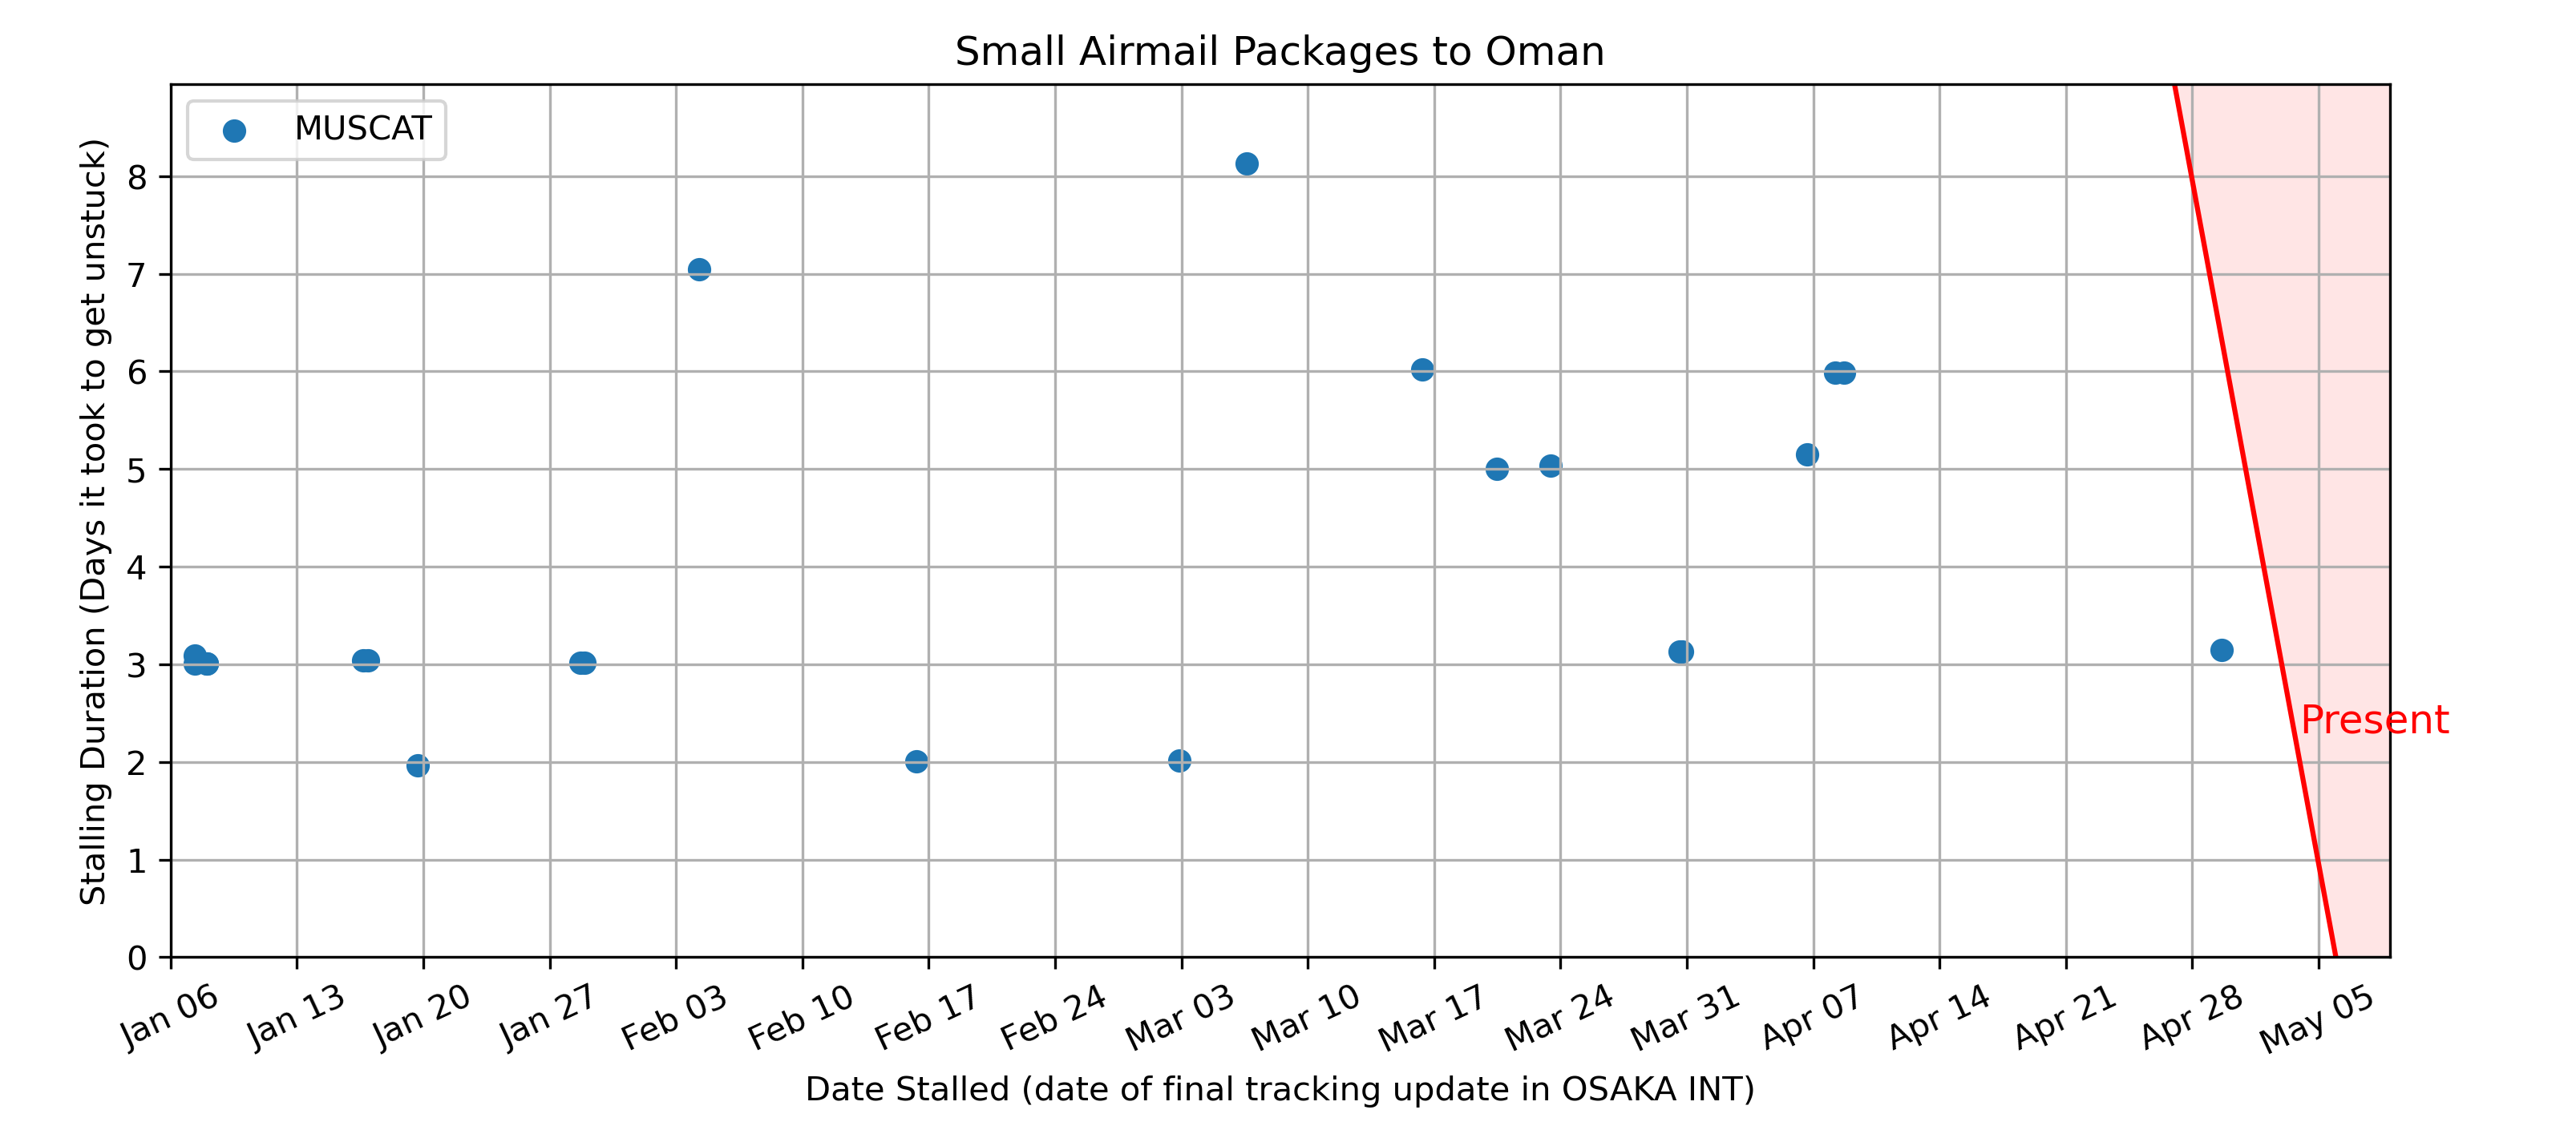 Small Airmail Packages to Oman
MUSCAT
Stalling Duration (Days it took to get unstuck)
8
7
6
5
4
3
2
1
0
Present
Jan 06
Jan 13
Jan 20
Jan 27
Feb 03
Feb 10
Feb 17
Feb 24
Mar 03
Mar 10
Mar 17
Mar 24
Mar 31
Apr 07
Apr 14
Apr 21
Apr 28
May 05
Date Stalled (date of final tracking update in OSAKA INT)